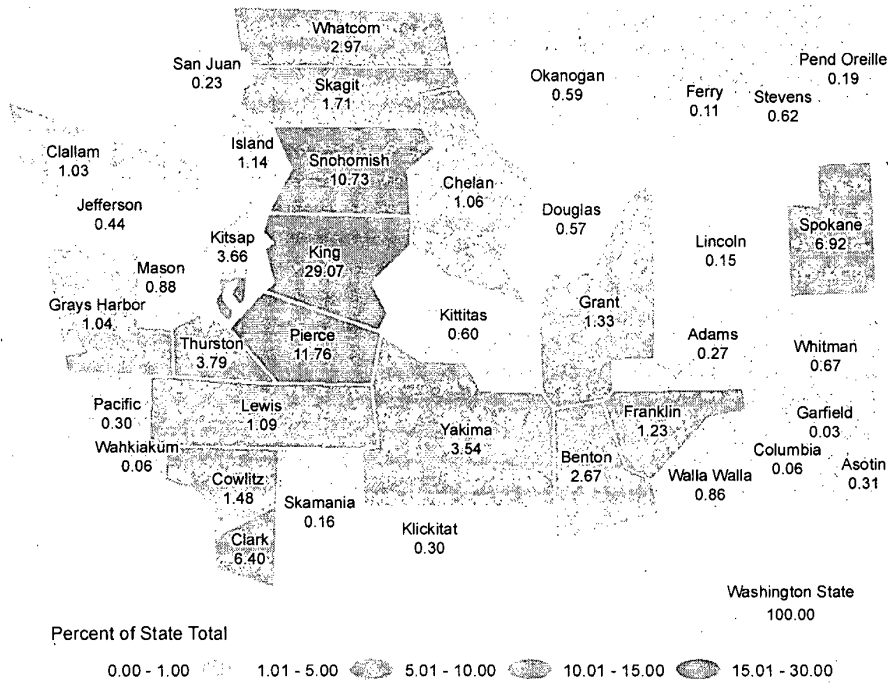 Whatcom
2.97
San Juan
0.23
Skagit
1.71
Okanogan
0.59
Ferry
0.11
Stevens
0.62
Pend Oreille
0.19
Clallam
1.03
Island
1.14
Snohomish
10.73
Chelan
1.06
Jefferson
0.44
Kitsap
3.66
King
29.07
Douglas
0.57
Lincoln
0.15
Spokane
6.92
Mason
0.88
Grays Harbor
1.04
Thurston
3.79
Pierce
11.76
Kittitas
0.60
Grant
1.33
Adams
0.27
Whitman
0.67
Pacific
0.30
Lewis
1.09
Yakima
3.54
Benton
2.67
Franklin
1.23
Garfield
0.03
Wahkiakum
0.06
Cowlitz
1.48
Skamania
0.16
Klickitat
0.30
Walla Walla
0.86
Columbia
0.06
Asotin
0.31
Clark
6.40
Washington State
100.00
Percent of State Total
0.00 - 1.00 1.01 - 5.00 5.01 - 10.00 10.01 - 15.00 15.01 - 30.00